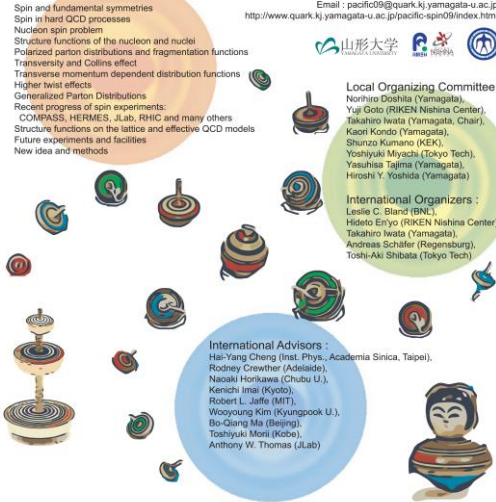 Spin and fundamental symmetries
Spin in hard QCD processes
Nucleon spin problem
Structure functions of the nucleon and nuclei
Polarized parton distributions and fragmentation functions
Transversity and Collins effect
Transverse momentum dependent distribution functions
Higher twist effects
Generalized Parton Distributions
Recent progress of spin experiments:
COMPASS, HERMES, JLab, RHIC and many others
Structure functions on the lattice and effective QCD models
Future experiments and facilities
New idea and methods
Email : pacific09@quark.kj.yamagata-u.ac.jp
http://www.quark.kj.yamagata-u.ac.jp/pacific-spin09/index.htm
山形大学
YAMAGATA UNIVERSITY
RIKEN
NISHINA
Local Organizing Committee
Norihiro Doshita (Yamagata),
Yuji Goto (RIKEN Nishina Center),
Takahiro Iwata (Yamagata, Chair),
Kaori Kondo (Yamagata),
Shunzo Kumano (KEK),
Yoshiyuki Miyachi (Tokyo Tech),
Yasuhisa Tajima (Yamagata),
Hiroshi Y. Yoshida (Yamagata)
International Organizers :
Leslie C. Bland (BNL),
Hideto En'yo (RIKEN Nishina Center)
Takahiro Iwata (Yamagata),
Andreas Schäfer (Regensburg),
Toshi-Aki Shibata (Tokyo Tech)
International Advisors :
Hai-Yang Cheng (Inst. Phys., Academia Sinica, Taipei),
Rodney Crewther (Adelaide),
Naoaki Horikawa (Chubu U.),
Kenichi Imai (Kyoto),
Robert L. Jaffe (MIT),
Wooyoung Kim (Kyungpook U.),
Bo-Qiang Ma (Beijing),
Toshiyuki Morii (Kobe),
Anthony W. Thomas (JLab)